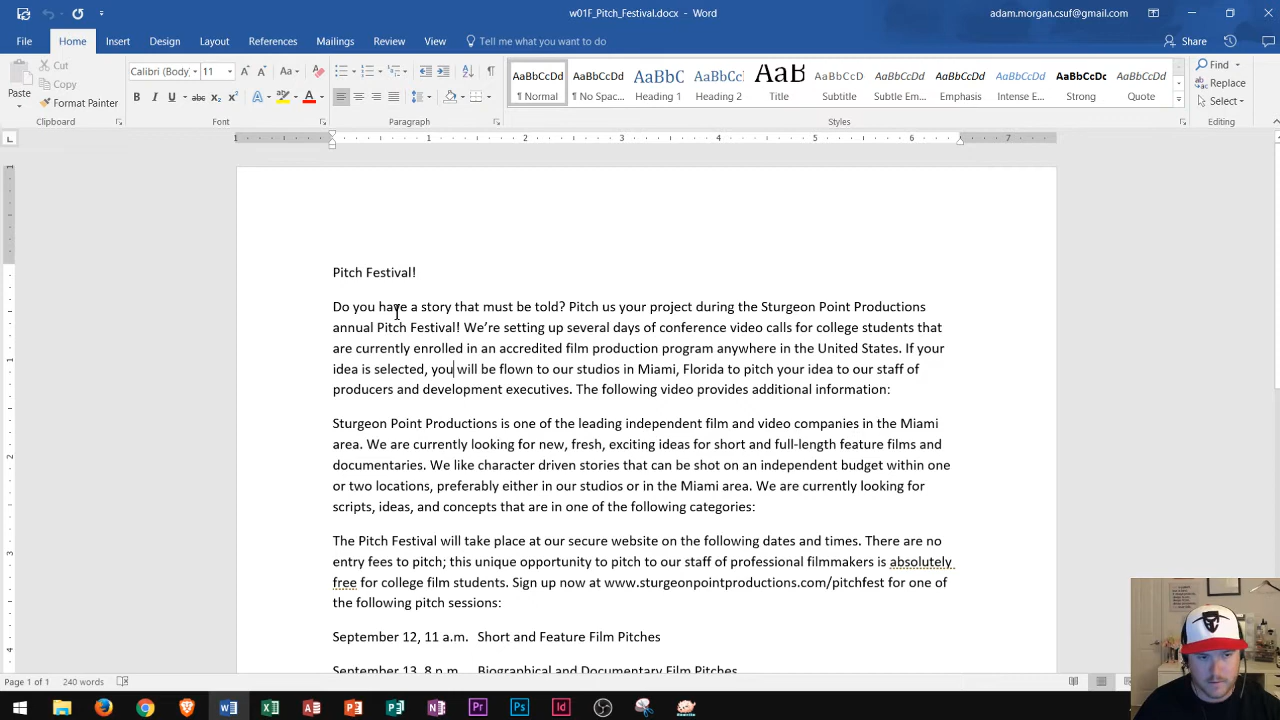 w01F_Pitch_Festival.docx - Word
adam.morgan.csuf@gmail.com
File Home Insert Design Layout References Mailings Review View Tell me what you want to do Share
Cut
Copy
Paste Format Painter
Clipboard
Calibri (Body) 11
Font
Paragraph
AaBbCcDd AaBbCcDd AaBbC AaBbCc AaB AaBbCcD AaBbCcDd AaBbCcDd AaBbCcDd AaBbCcDc AaBbCcDd
¶ Normal ¶ No Spac... Heading 1 Heading 2 Title Subtitle Subtle Em... Emphasis Intense E... Strong Quote
Styles
Find
Replace
Select
Editing
Pitch Festival!
Do you have a story that must be told? Pitch us your project during the Sturgeon Point Productions
annual Pitch Festival! We’re setting up several days of conference video calls for college students that
are currently enrolled in an accredited film production program anywhere in the United States. If your
idea is selected, you will be flown to our studios in Miami, Florida to pitch your idea to our staff of
producers and development executives. The following video provides additional information:
Sturgeon Point Productions is one of the leading independent film and video companies in the Miami
area. We are currently looking for new, fresh, exciting ideas for short and full-length feature films and
documentaries. We like character driven stories that can be shot on an independent budget within one
or two locations, preferably either in our studios or in the Miami area. We are currently looking for
scripts, ideas, and concepts that are in one of the following categories:
The Pitch Festival will take place at our secure website on the following dates and times. There are no
entry fees to pitch; this unique opportunity to pitch to our staff of professional filmmakers is absolutely
free for college film students. Sign up now at www.sturgeonpointproductions.com/pitchfest for one of
the following pitch sessions:
September 12, 11 a.m. Short and Feature Film Pitches
September 13, 8 p.m. Biographical and Documentary Film Pitches
Page 1 of 1 240 words